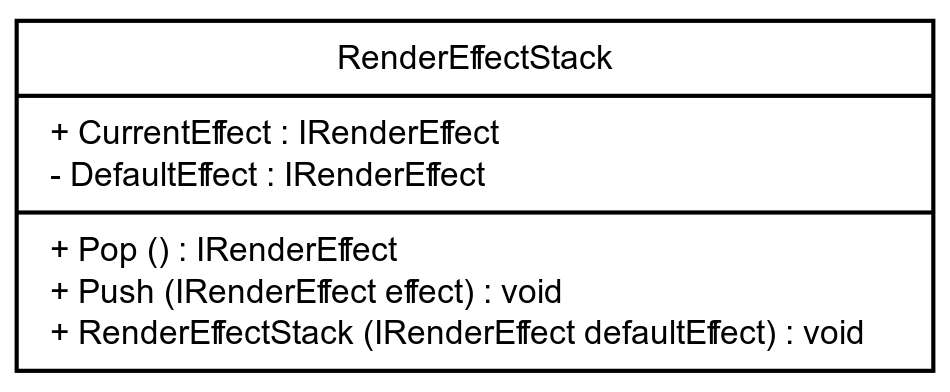 RenderEffectStack
+ CurrentEffect : IRenderEffect
- DefaultEffect : IRenderEffect
+ Pop () : IRenderEffect
+ Push (IRenderEffect effect) : void
+ RenderEffectStack (IRenderEffect defaultEffect) : void